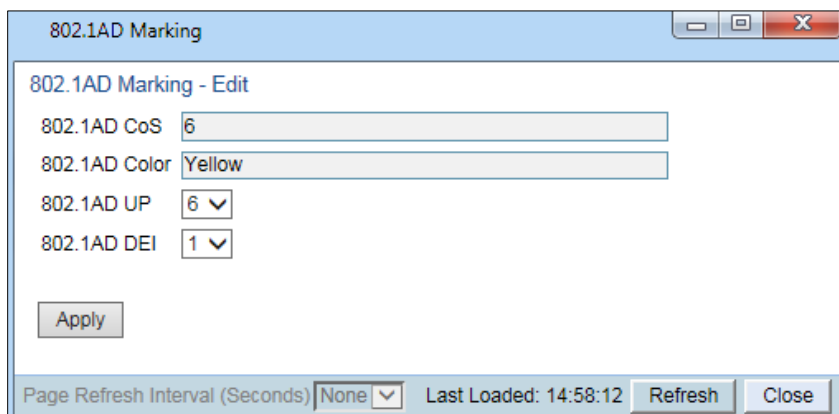 802.1AD Marking
802.1AD Marking - Edit
802.1AD CoS 6
802.1AD Color Yellow
802.1AD UP 6
802.1AD DEI 1
Apply
Page Refresh Interval (Seconds) None Last Loaded: 14:58:12 Refresh Close